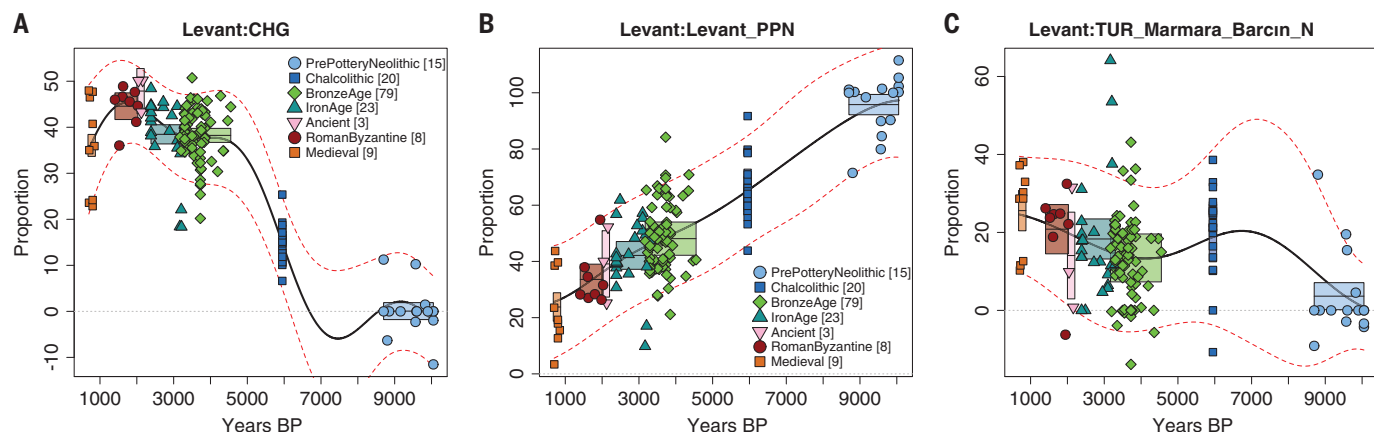 A
Levant:CHG
Proportion
50
40
30
20
10
0
-10
PrePotteryNeolithic [15]
Chalcolithic [20]
BronzeAge [79]
IronAge [23]
Ancient [3]
RomanByzantine [8]
Medieval [9]
1000 3000 5000 7000 9000
Years BP
B
Levant:Levant_PPN
Proportion
100
80
60
40
20
0
PrePotteryNeolithic [15]
Chalcolithic [20]
BronzeAge [79]
IronAge [23]
Ancient [3]
RomanByzantine [8]
Medieval [9]
1000 3000 5000 7000 9000
Years BP
C
Levant:TUR_Marmara_Barcın_N
Proportion
60
40
20
0
1000 3000 5000 7000 9000
Years BP